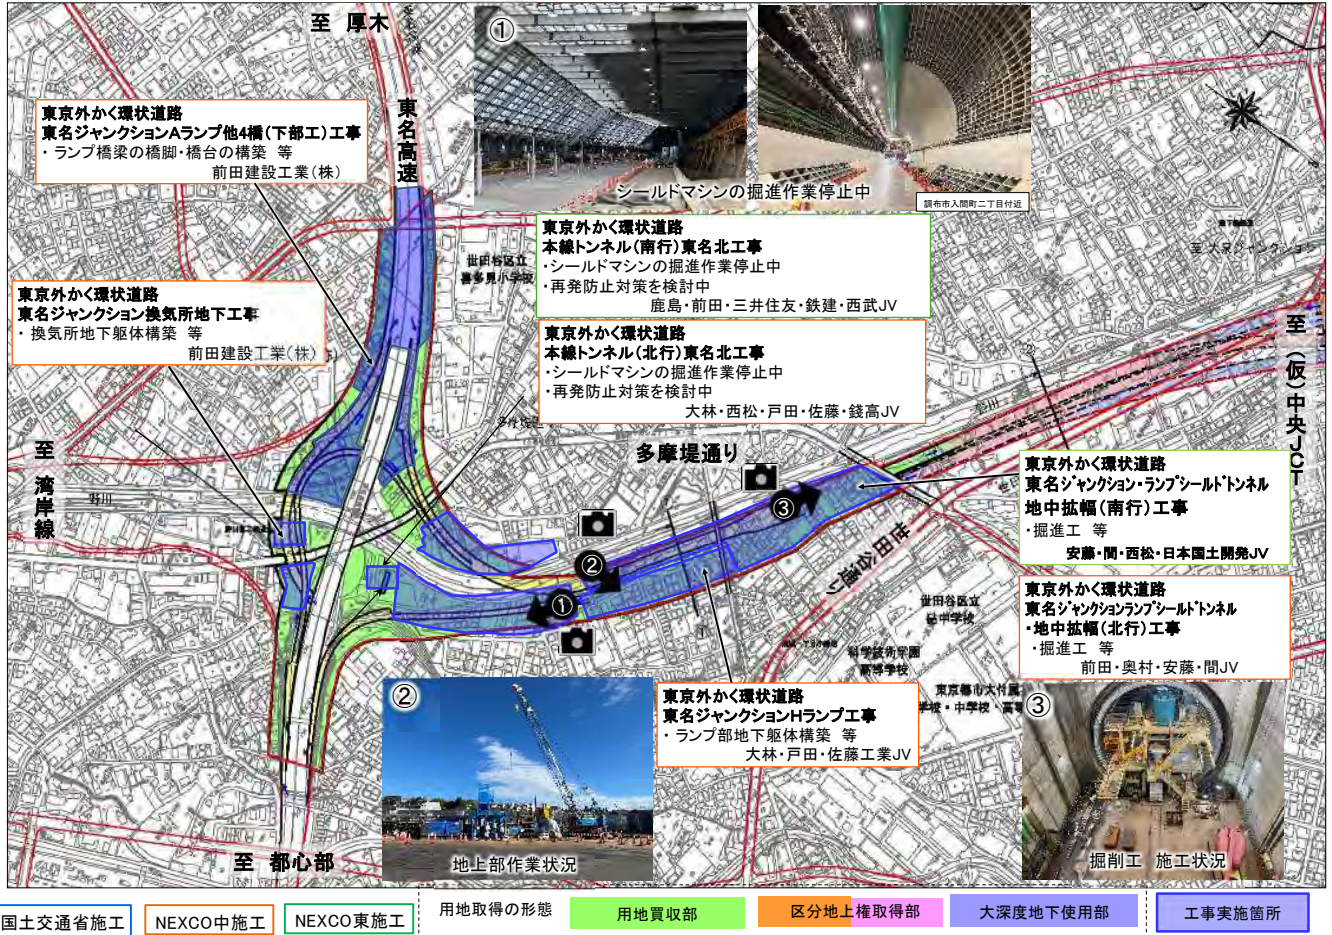 至 厚木
東名高速
①
シールドマシンの掘進作業停止中
調布市入間町二丁目付近
東京外かく環状道路
東名ジャンクションAランプ他4橋(下部工)工事
・ランプ橋梁の橋脚・橋台の構築 等
前田建設工業(株)
東京外かく環状道路
東名ジャンクション換気所地下工事
・換気所地下躯体構築 等
前田建設工業(株)
世田谷区立
喜多見小学校
東京外かく環状道路
本線トンネル(南行)東名北工事
・シールドマシンの掘進作業停止中
・再発防止対策を検討中
鹿島・前田・三井住友・鉄建・西武JV
東京外かく環状道路
本線トンネル(北行)東名北工事
・シールドマシンの掘進作業停止中
・再発防止対策を検討中
大林・西松・戸田・佐藤・錢高JV
至 大泉ジャンクション
至 (仮)中央JCT
至 湾岸線
野川
野川
多摩堤通り
世田谷通り
③
②
①
東京外かく環状道路
東名ジャンクション・ランプシールドトンネル
地中拡幅(南行)工事
・掘進工 等
安藤・間・西松・日本国土開発JV
東京外かく環状道路
東名ジャンクションランプシールドトンネル
・地中拡幅(北行)工事
・掘進工 等
前田・奥村・安藤・間JV
世田谷区立
砧中学校
科学技術学園
高等学校
東京都市大付属
東京外かく環状道路
東名ジャンクションHランプ工事
・ランプ部地下躯体構築 等
大林・戸田・佐藤工業JV
②
地上部作業状況
③
掘削工 施工状況
至 都心部
国土交通省施工
NEXCO中施工
NEXCO東施工
用地取得の形態
用地買収部
区分地上権取得部
大深度地下使用部
工事実施箇所